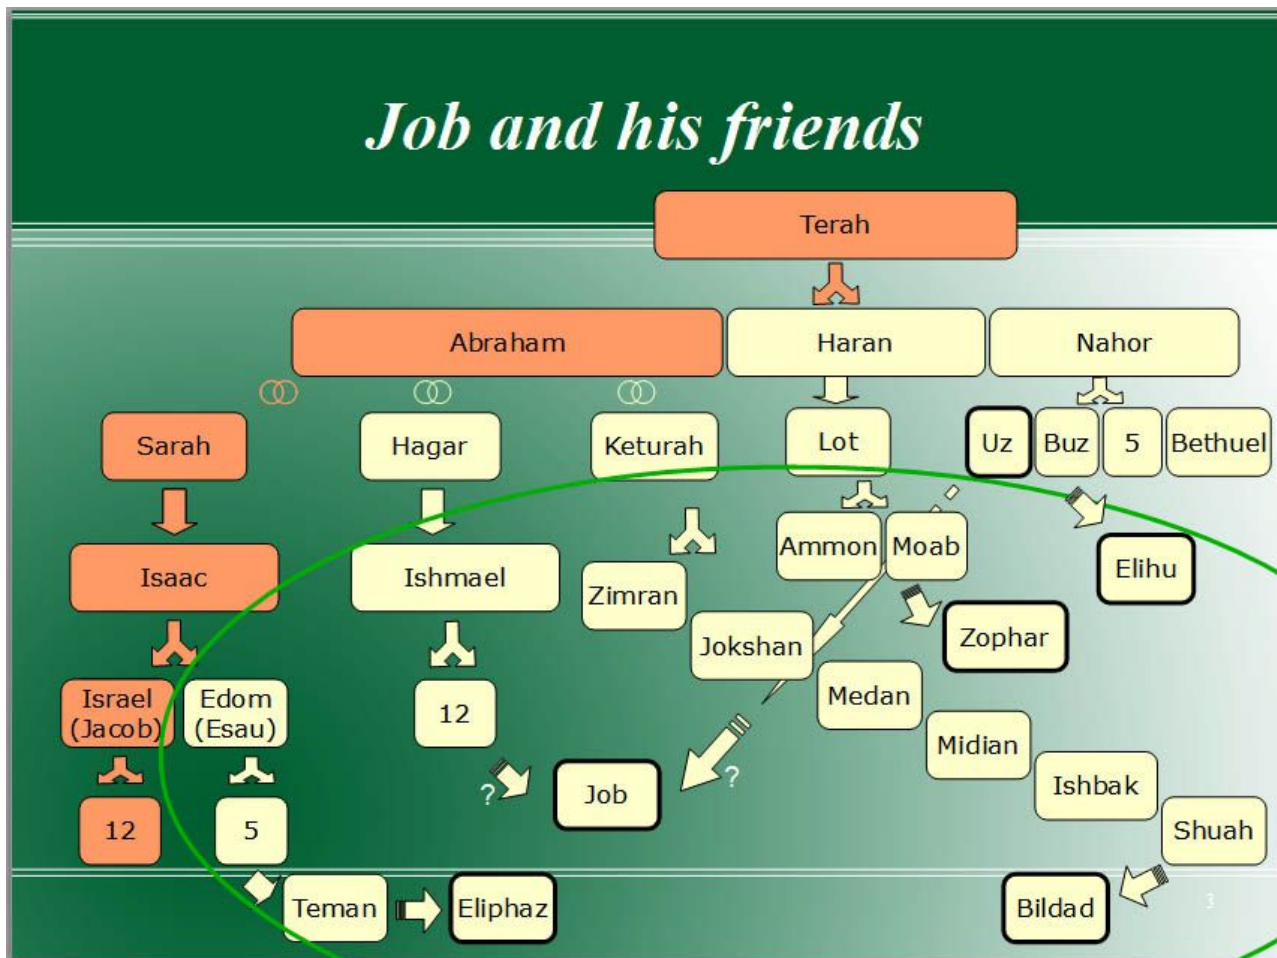 Job and his friends
Terah
Abraham
Haran
Nahor
Sarah
Hagar
Keturah
Lot
Uz
Buz
5
Bethuel
Isaac
Ishmael
Zimran
Ammon
Moab
Elihu
Jokshan
Zophar
Israel
(Jacob)
Edom
(Esau)
12
Medan
Midian
Ishbak
?
Job
?
12
5
Shuah
Teman
Eliphaz
Bildad
3